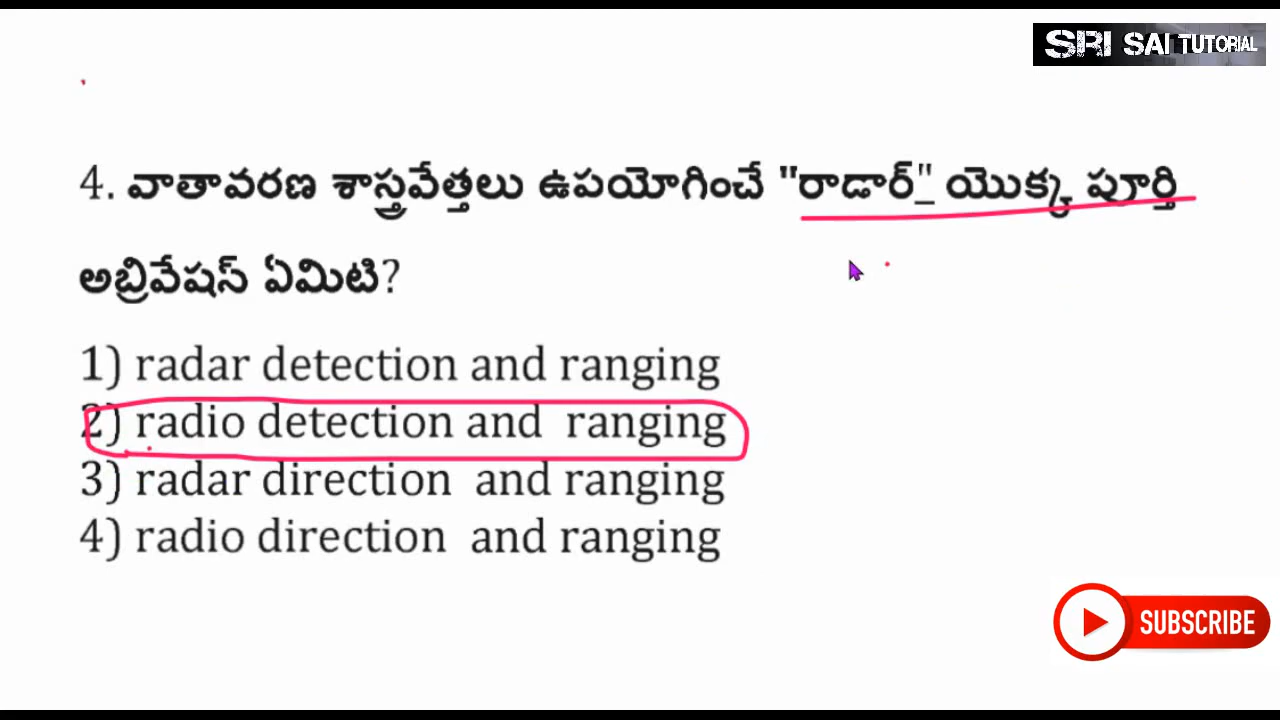 SRI SAI TUTORIAL
4. వాతావరణ శాస్త్రవేత్తలు ఉపయోగించే "రాడార్" యొక్క పూర్తి
అబ్రివేషస్ ఏమిటి?
1) radar detection and ranging
2) radio detection and ranging
3) radar direction and ranging
4) radio direction and ranging
SUBSCRIBE